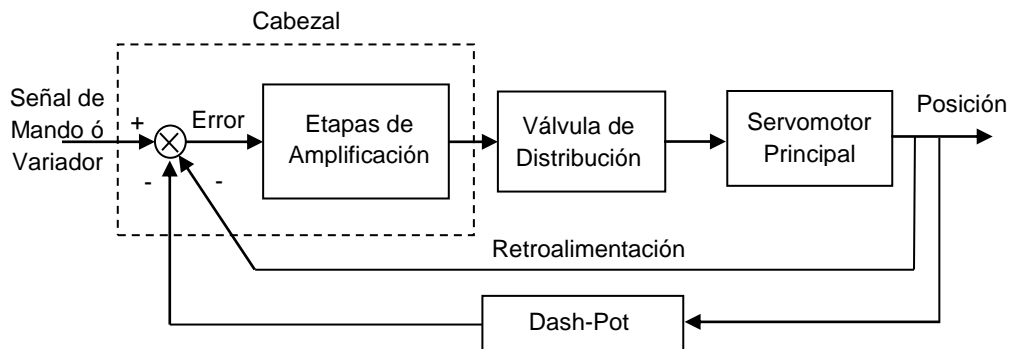 Cabezal
Señal de
Mando ó
Variador
+
Error
-
-
Etapas de
Amplificación
Válvula de
Distribución
Servomotor
Principal
Posición
Retroalimentación
Dash-Pot